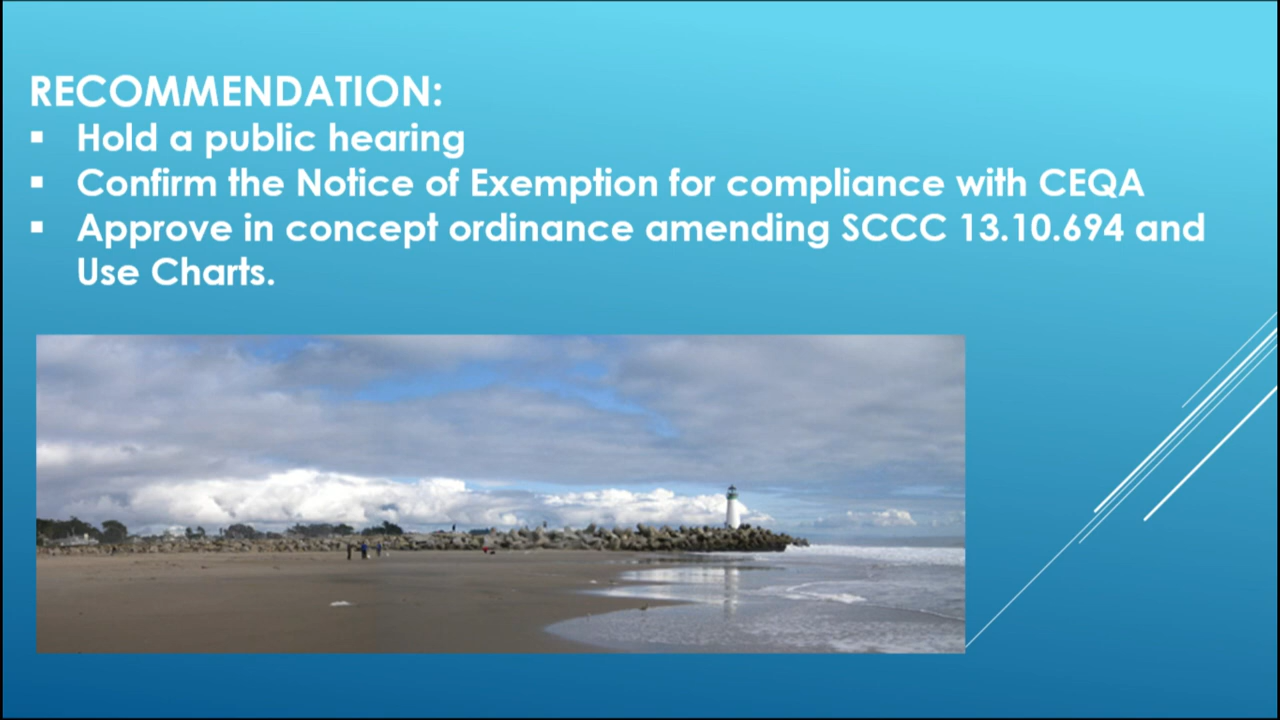 RECOMMENDATION:
▪ Hold a public hearing
▪ Confirm the Notice of Exemption for compliance with CEQA
▪ Approve in concept ordinance amending SCCC 13.10.694 and
Use Charts.